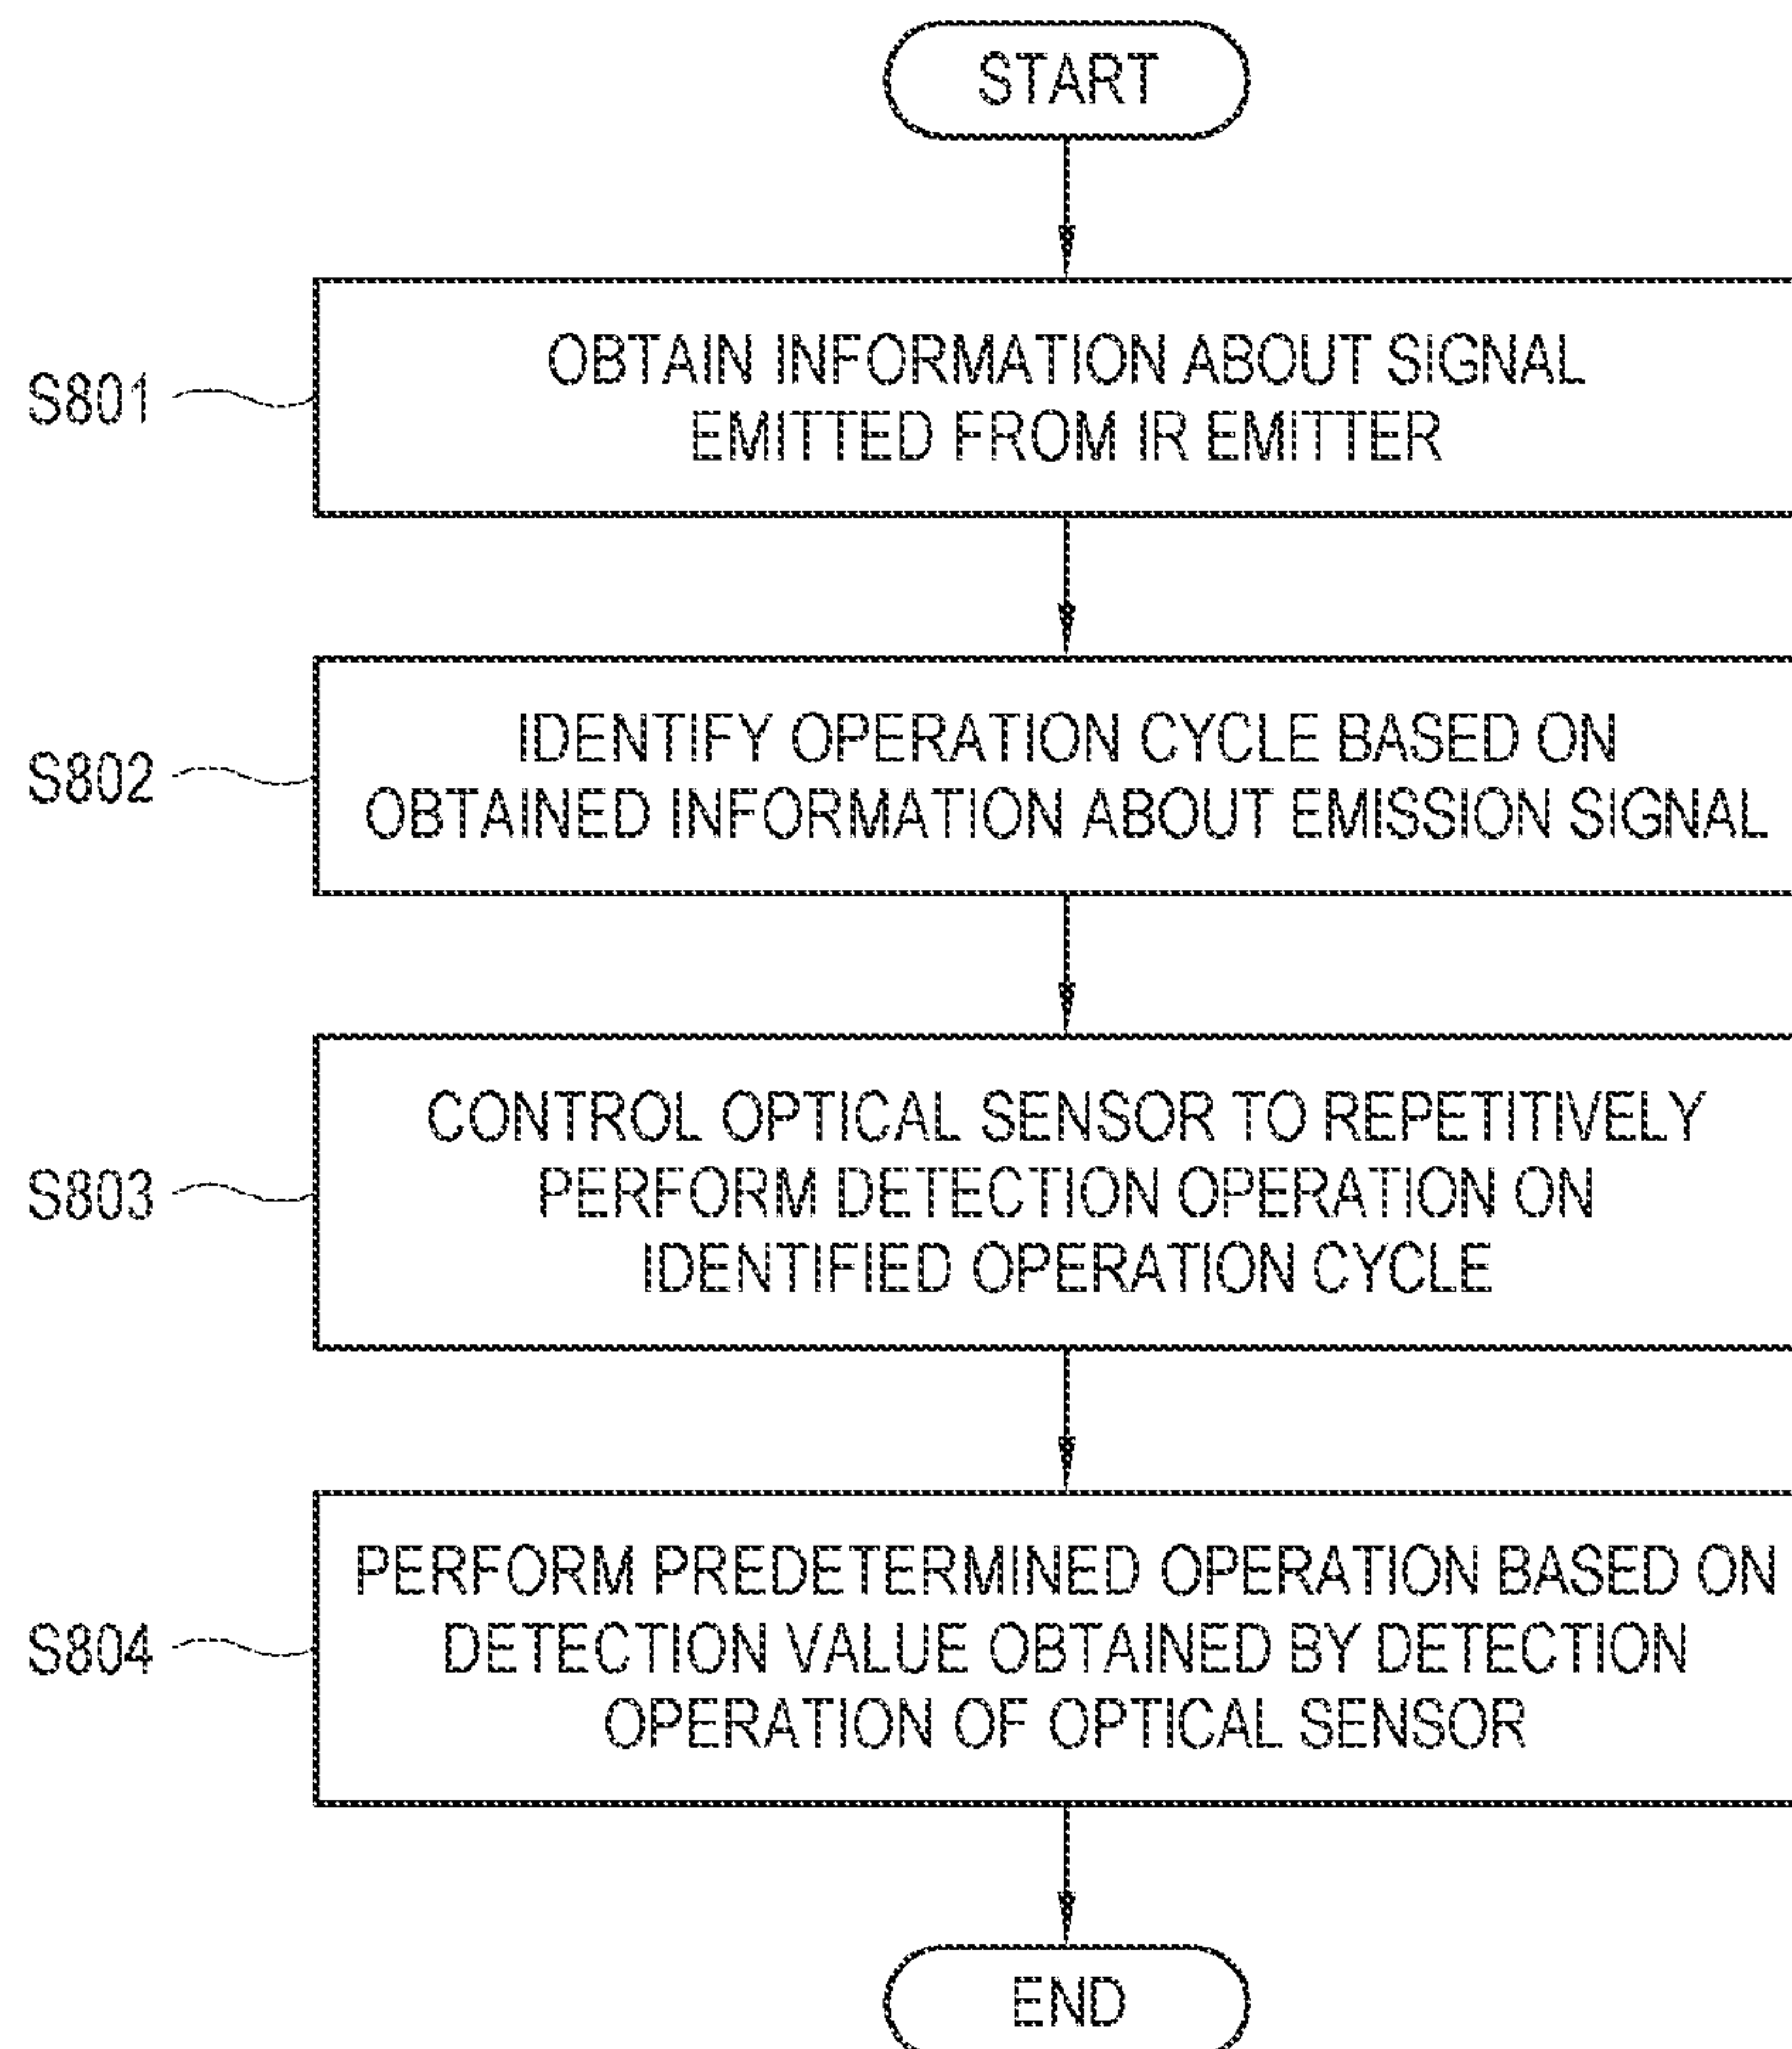 START
S801
OBTAIN INFORMATION ABOUT SIGNAL
EMITTED FROM IR EMITTER
S802
IDENTIFY OPERATION CYCLE BASED ON
OBTAINED INFORMATION ABOUT EMISSION SIGNAL
S803
CONTROL OPTICAL SENSOR TO REPETITIVELY
PERFORM DETECTION OPERATION ON
IDENTIFIED OPERATION CYCLE
S804
PERFORM PREDETERMINED OPERATION BASED ON
DETECTION VALUE OBTAINED BY DETECTION
OPERATION OF OPTICAL SENSOR
END